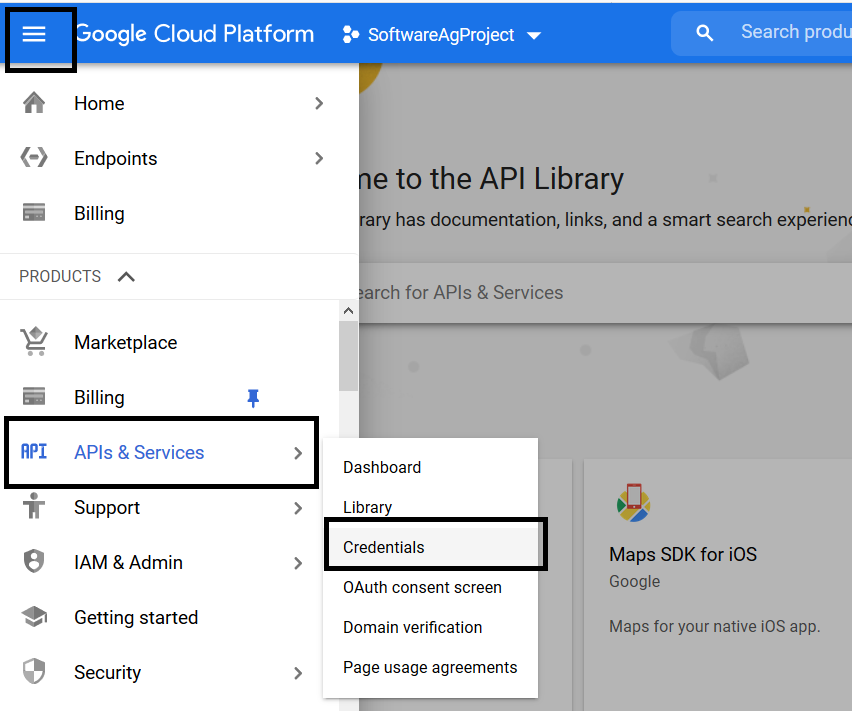 Google Cloud Platform
SoftwareAgProject
Search produ
Home
Endpoints
Billing
PRODUCTS
Marketplace
Billing
API APIs & Services
Support
IAM & Admin
Getting started
Security
Dashboard
Library
Credentials
OAuth consent screen
Domain verification
Page usage agreements
me to the API Library
rary has documentation, links, and a smart search experienc
earch for APIs & Services
Maps SDK for iOS
Google
Maps for your native iOS app.